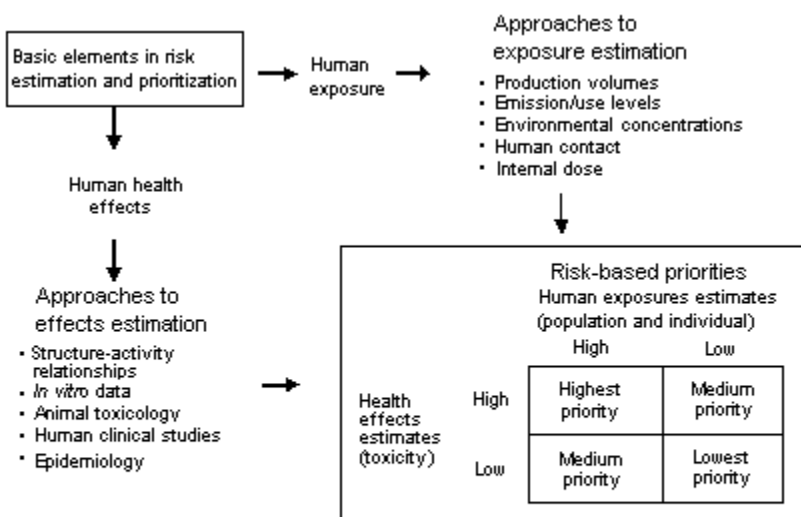 Basic elements in risk
estimation and prioritization
Human
exposure
Approaches to
exposure estimation
• Production volumes
• Emission/use levels
• Environmental concentrations
• Human contact
• Internal dose
Human health
effects
Approaches to
effects estimation
• Structure-activity
relationships
• In vitro data
• Animal toxicology
• Human clinical studies
• Epidemiology
Risk-based priorities
Human exposures estimates
(population and individual)
High Low
Health
effects
estimates
(toxicity)
High
Highest
priority
Medium
priority
Low
Medium
priority
Lowest
priority